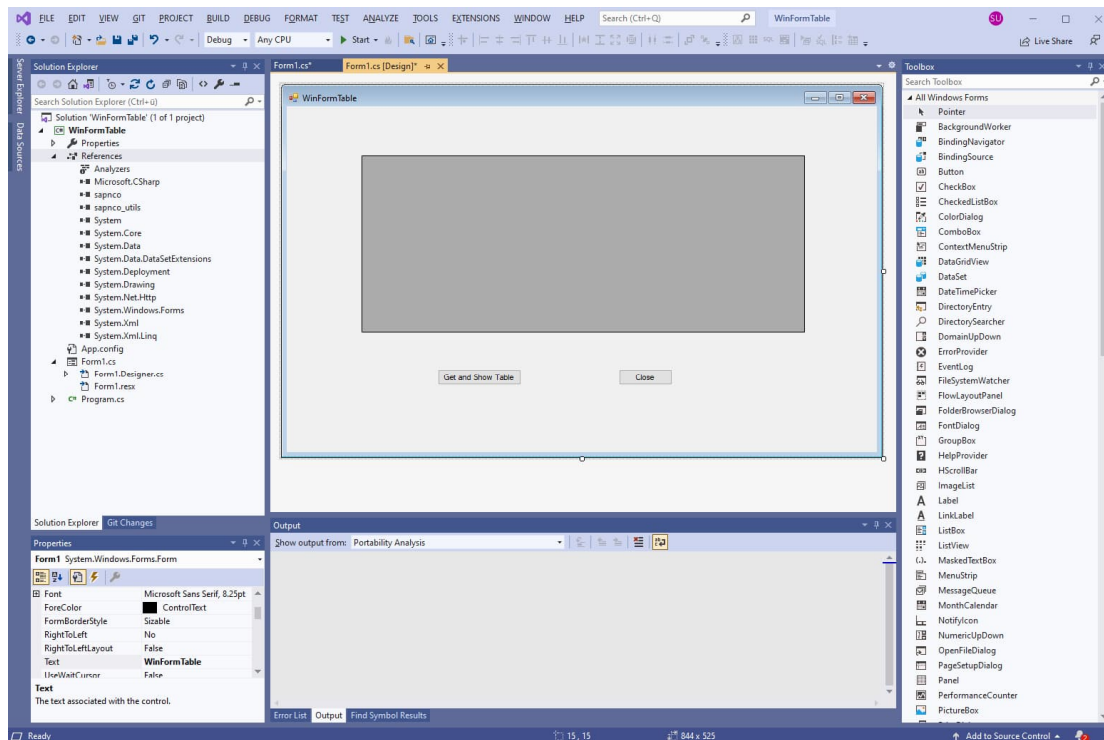 FILE EDIT VIEW GIT PROJECT BUILD DEBUG FORMAT TEST ANALYZE TOOLS EXTENSIONS WINDOW HELP Search (Ctrl+Q) WinFormTable SU
Debug Any CPU Start Live Share
Server Explorer
Data Sources
Solution Explorer
Search Solution Explorer (Ctrl+ü)
Solution 'WinFormTable' (1 of 1 project)
C# WinFormTable
Properties
References
Analyzers
Microsoft.CSharp
sapnco
sapnco_utils
System
System.Core
System.Data
System.Data.DataSetExtensions
System.Deployment
System.Drawing
System.Net.Http
System.Windows.Forms
System.Xml
System.Xml.Linq
App.config
Form1.cs
Form1.Designer.cs
Form1.resx
C# Program.cs
Solution Explorer Git Changes
Properties
Form1 System.Windows.Forms.Form
Font Microsoft Sans Serif, 8.25pt
ForeColor ControlText
FormBorderStyle Sizable
RightToLeft No
RightToLeftLayout False
Text WinFormTable
UseWaitCursor False
Text
The text associated with the control.
Form1.cs* Form1.cs [Design]*
WinFormTable
Get and Show Table Close
Output
Show output from: Portability Analysis
Error List Output Find Symbol Results
Toolbox
Search Toolbox
All Windows Forms
Pointer
BackgroundWorker
BindingNavigator
BindingSource
Button
CheckBox
CheckedListBox
ColorDialog
ComboBox
ContextMenuStrip
DataGridView
DataSet
DateTimePicker
DirectoryEntry
DirectorySearcher
DomainUpDown
ErrorProvider
EventLog
FileSystemWatcher
FlowLayoutPanel
FolderBrowserDialog
FontDialog
GroupBox
HelpProvider
HScrollBar
ImageList
Label
LinkLabel
ListBox
ListView
MaskedTextBox
MenuStrip
MessageQueue
MonthCalendar
NotifyIcon
NumericUpDown
OpenFileDialog
PageSetupDialog
Panel
PerformanceCounter
PictureBox
Ready 15 , 15 844 x 525 Add to Source Control